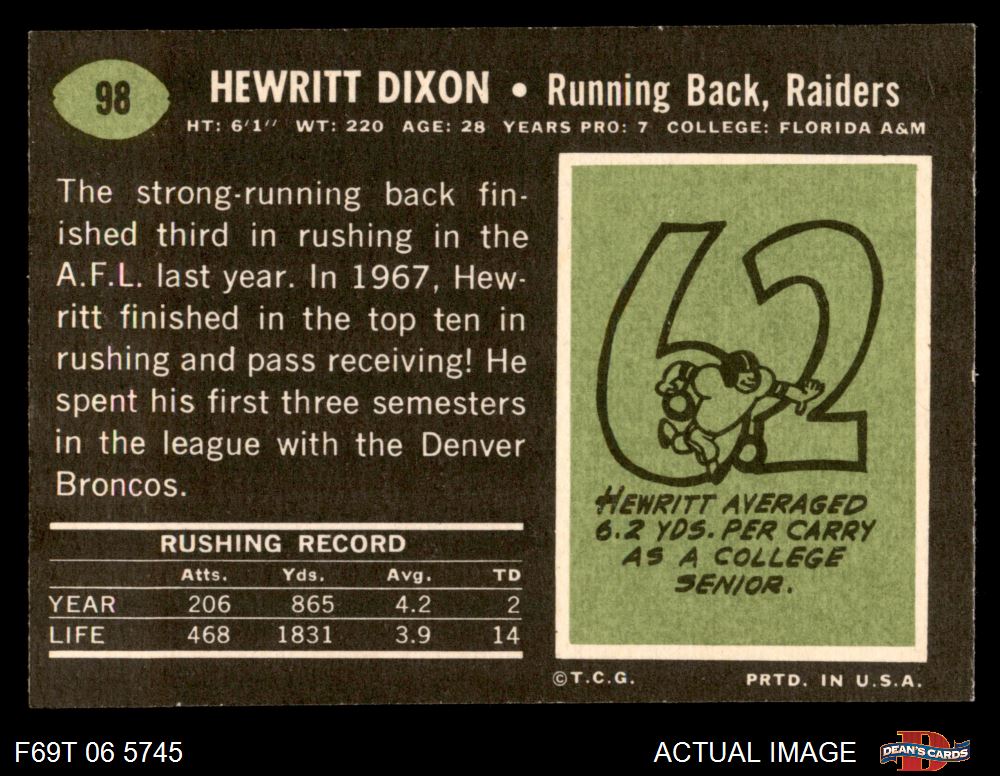 98
HEWRITT DIXON • Running Back, Raiders
HT: 6'1" WT: 220 AGE: 28 YEARS PRO: 7 COLLEGE: FLORIDA A&M
The strong-running back fin-
ished third in rushing in the
A.F.L. last year. In 1967, Hew-
ritt finished in the top ten in
rushing and pass receiving! He
spent his first three semesters
in the league with the Denver
Broncos.
RUSHING RECORD
Atts. Yds. Avg. TD
YEAR 206 865 4.2 2
LIFE 468 1831 3.9 14
62
HEWRITT AVERAGED
6.2 YDS. PER CARRY
AS A COLLEGE
SENIOR.
©T.C.G. PRTD. IN U.S.A.
F69T 06 5745 ACTUAL IMAGE
D
DEAN'S CARDS